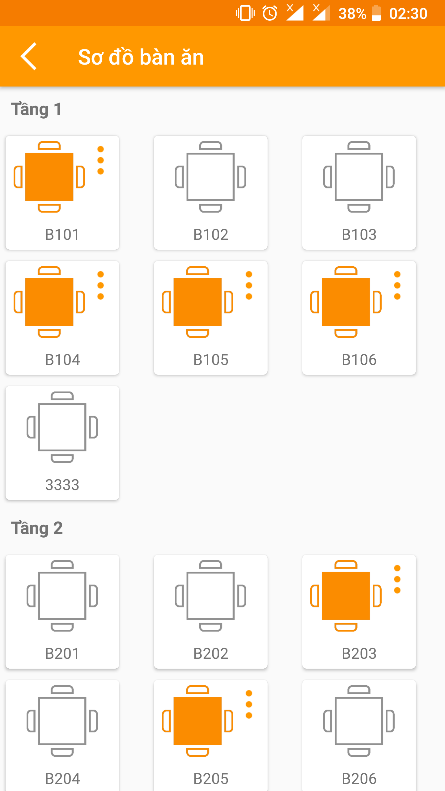 38% 02:30
Sơ đồ bàn ăn
Tầng 1
B101 B102 B103
B104 B105 B106
3333
Tầng 2
B201 B202 B203
B204 B205 B206